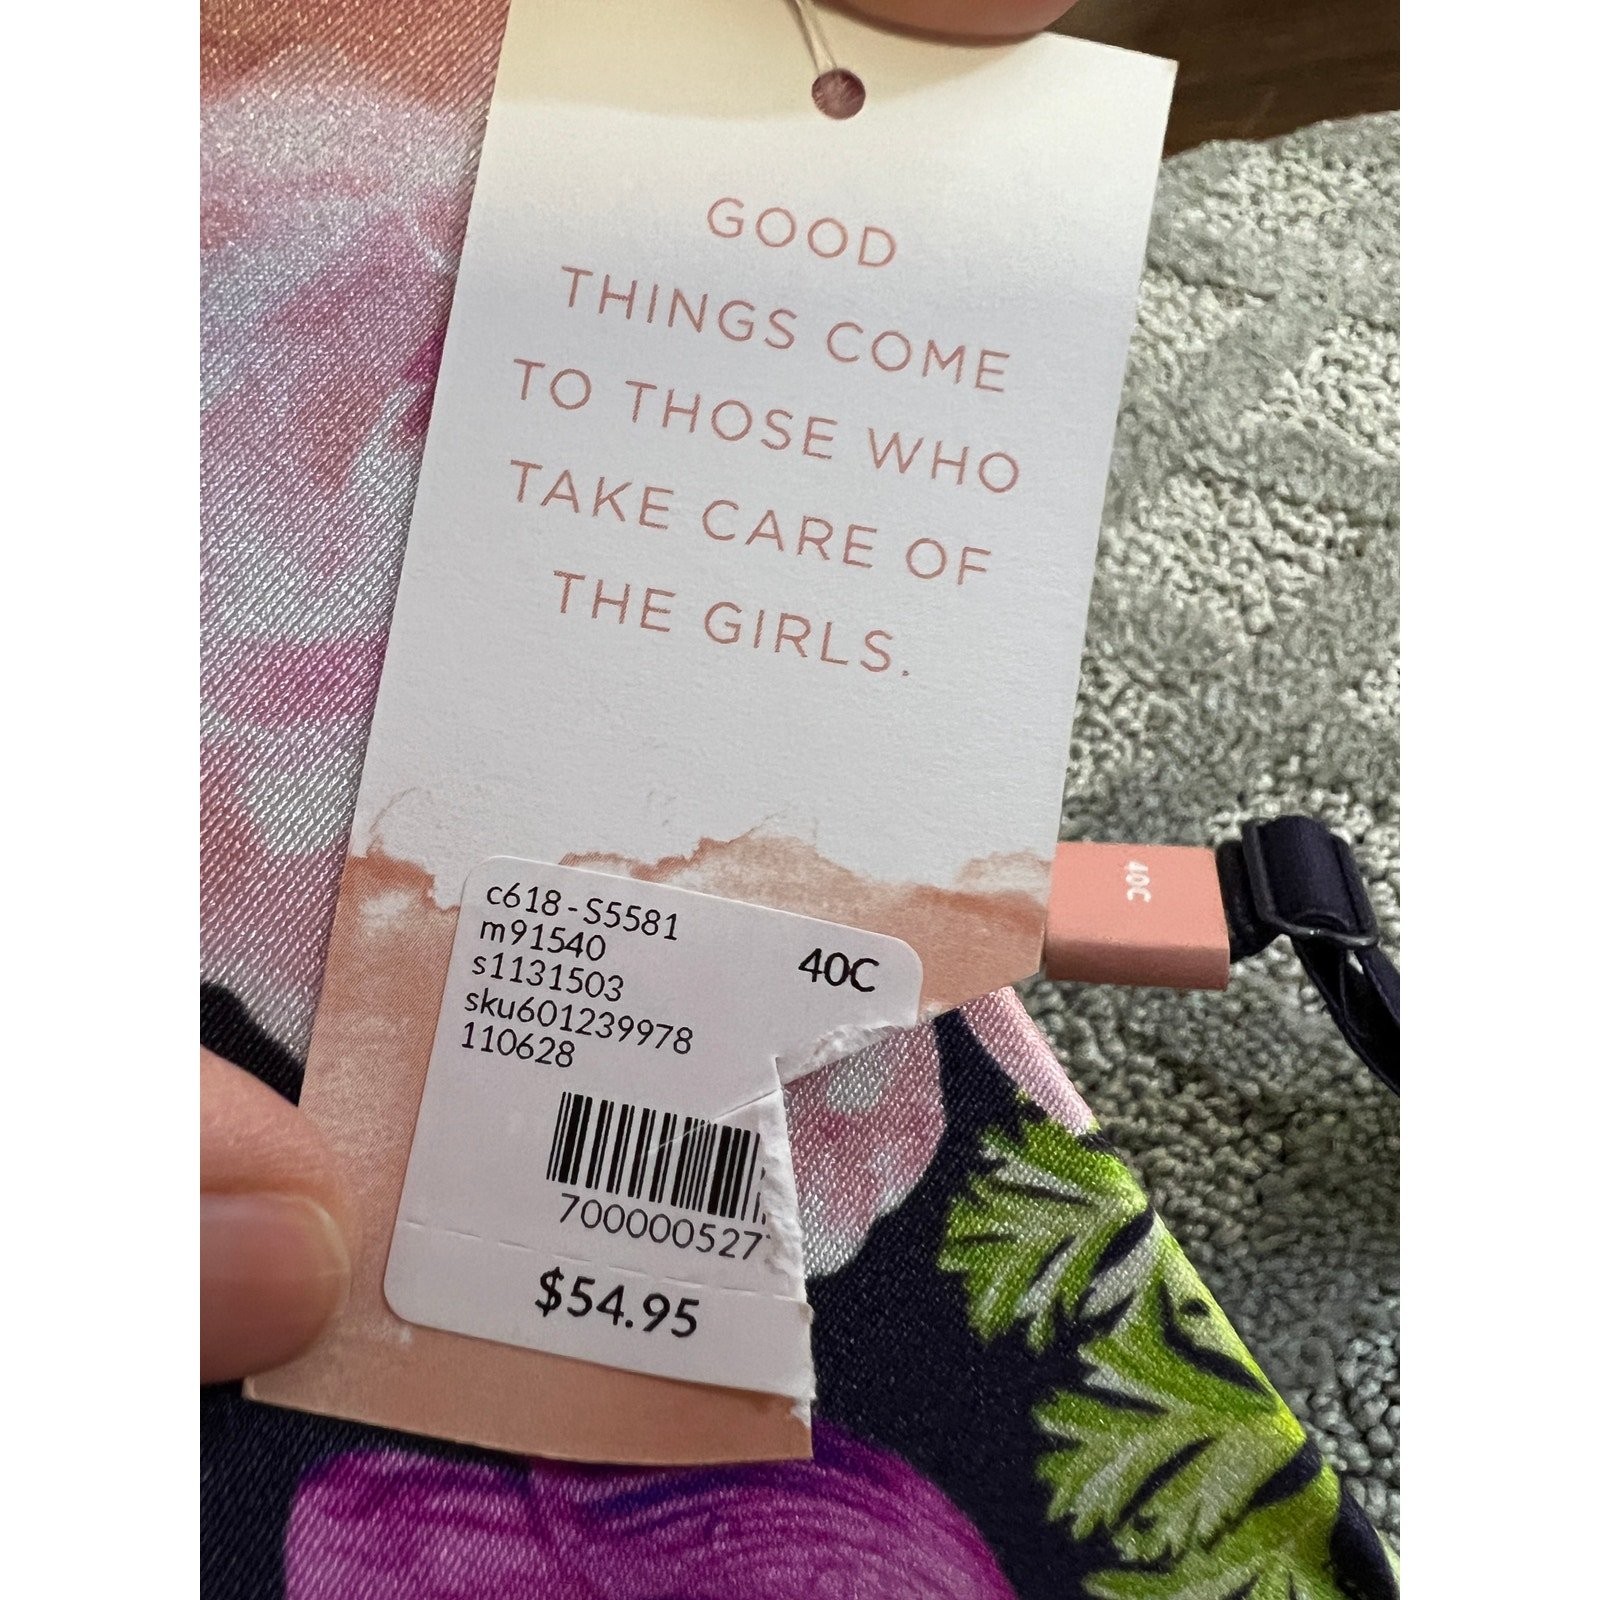 GOOD
THINGS COME
TO THOSE WHO
TAKE CARE OF
THE GIRLS.
40C
c618-S5581
m91540
s1131503
sku601239978
110628
40C
700000527
$54.95